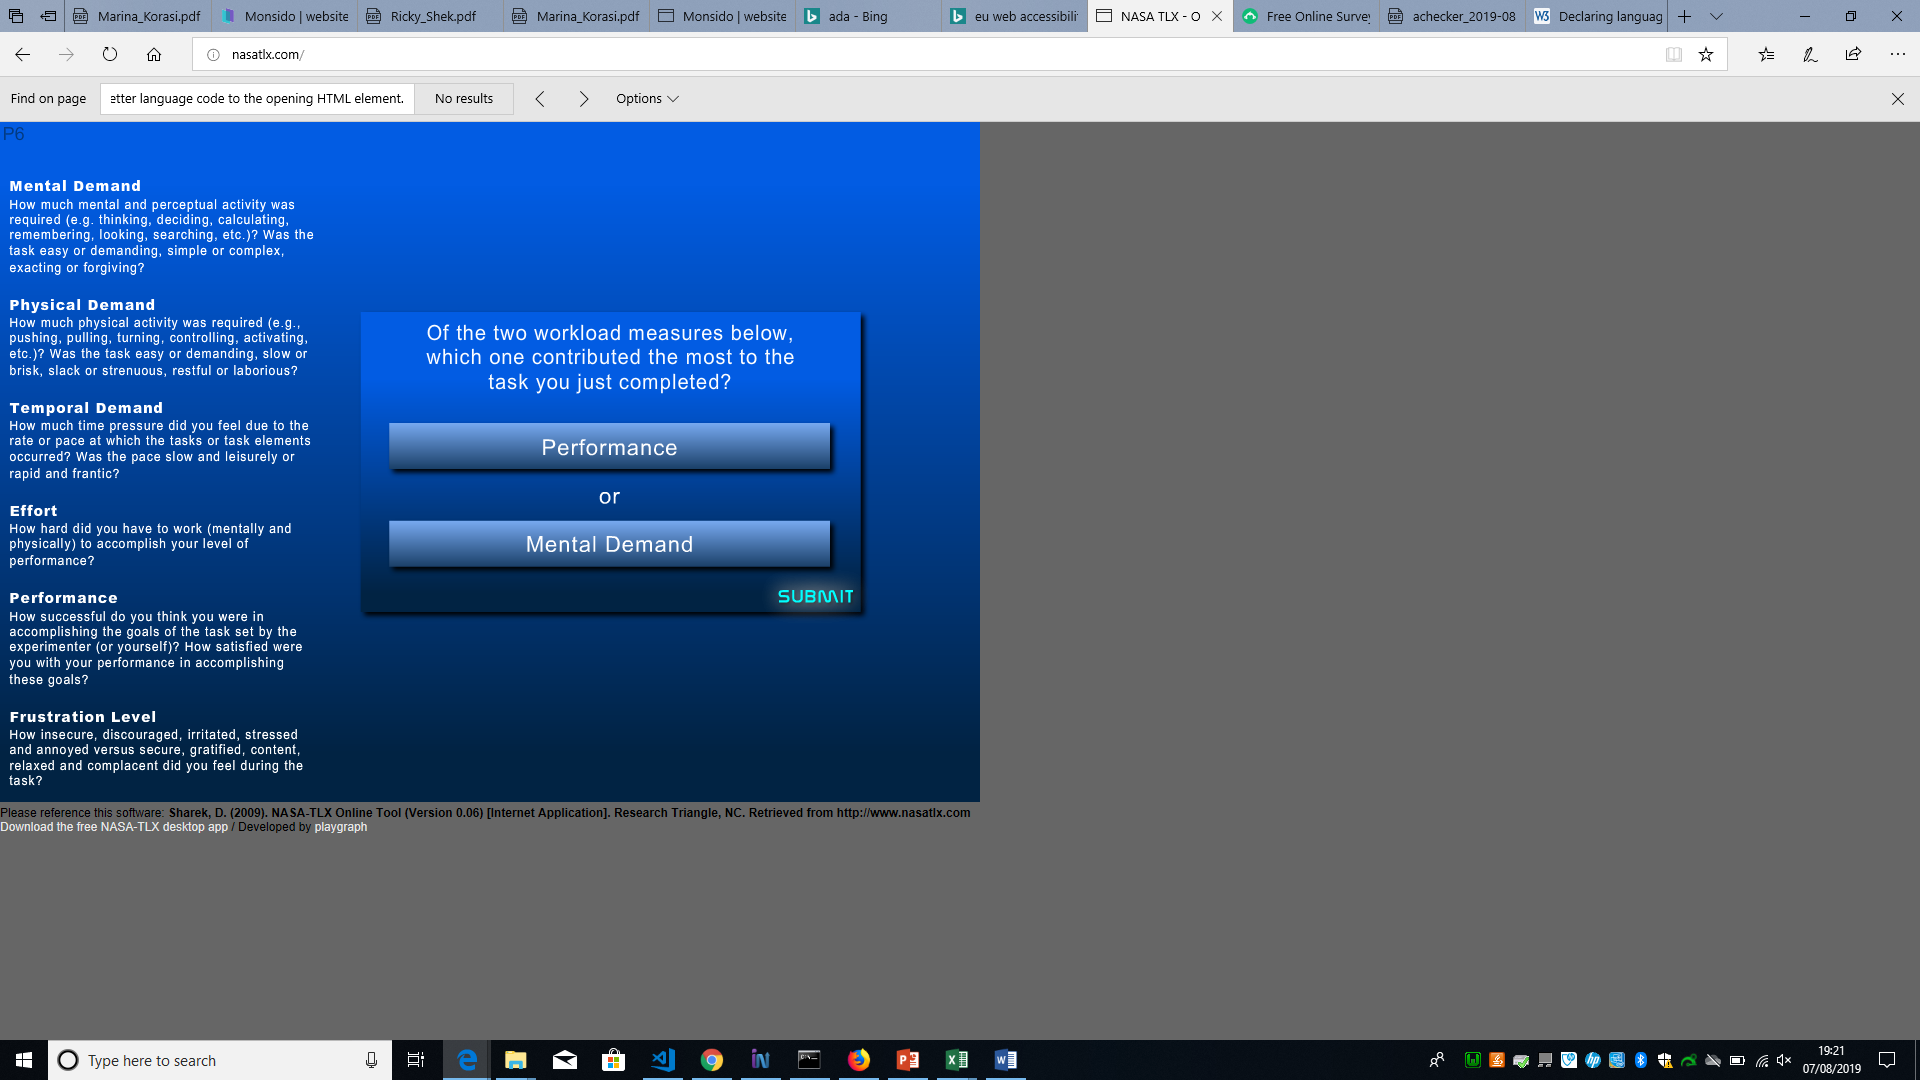 Marina_Korasi.pdf
Monsido | website
Ricky_Shek.pdf
Marina_Korasi.pdf
Monsido | website
ada - Bing
eu web accessibili
NASA TLX - O
Free Online Survey
achecker_2019-08
Declaring languag
nasatlx.com/
Find on page
etter language code to the opening HTML element.
No results
Options
P6
Mental Demand
How much mental and perceptual activity was
required (e.g. thinking, deciding, calculating,
remembering, looking, searching, etc.)? Was the
task easy or demanding, simple or complex,
exacting or forgiving?
Physical Demand
How much physical activity was required (e.g.,
pushing, pulling, turning, controlling, activating,
etc.)? Was the task easy or demanding, slow or
brisk, slack or strenuous, restful or laborious?
Temporal Demand
How much time pressure did you feel due to the
rate or pace at which the tasks or task elements
occurred? Was the pace slow and leisurely or
rapid and frantic?
Effort
How hard did you have to work (mentally and
physically) to accomplish your level of
performance?
Performance
How successful do you think you were in
accomplishing the goals of the task set by the
experimenter (or yourself)? How satisfied were
you with your performance in accomplishing
these goals?
Frustration Level
How insecure, discouraged, irritated, stressed
and annoyed versus secure, gratified, content,
relaxed and complacent did you feel during the
task?
Of the two workload measures below,
which one contributed the most to the
task you just completed?
Performance
or
Mental Demand
SUBMIT
Please reference this software: Sharek, D. (2009). NASA-TLX Online Tool (Version 0.06) [Internet Application]. Research Triangle, NC. Retrieved from http://www.nasatlx.com
Download the free NASA-TLX desktop app / Developed by playgraph
Type here to search
19:21
07/08/2019